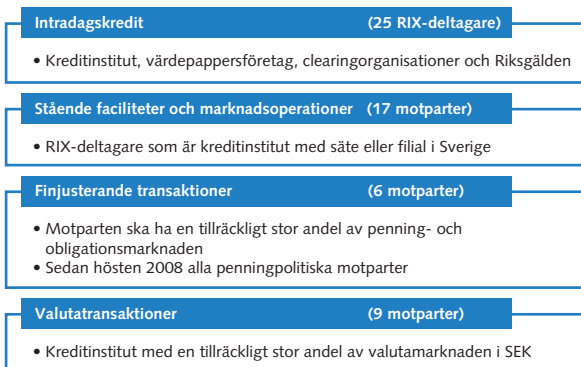 Intradagskredit (25 RIX-deltagare)
• Kreditinstitut, värdepappersföretag, clearingorganisationer och Riksgälden
Stående faciliteter och marknadsoperationer (17 motparter)
• RIX-deltagare som är kreditinstitut med säte eller filial i Sverige
Finjusterande transaktioner (6 motparter)
• Motparten ska ha en tillräckligt stor andel av penning- och
obligationsmarknaden
• Sedan hösten 2008 alla penningpolitiska motparter
Valutatransaktioner (9 motparter)
• Kreditinstitut med en tillräckligt stor andel av valutamarknaden i SEK